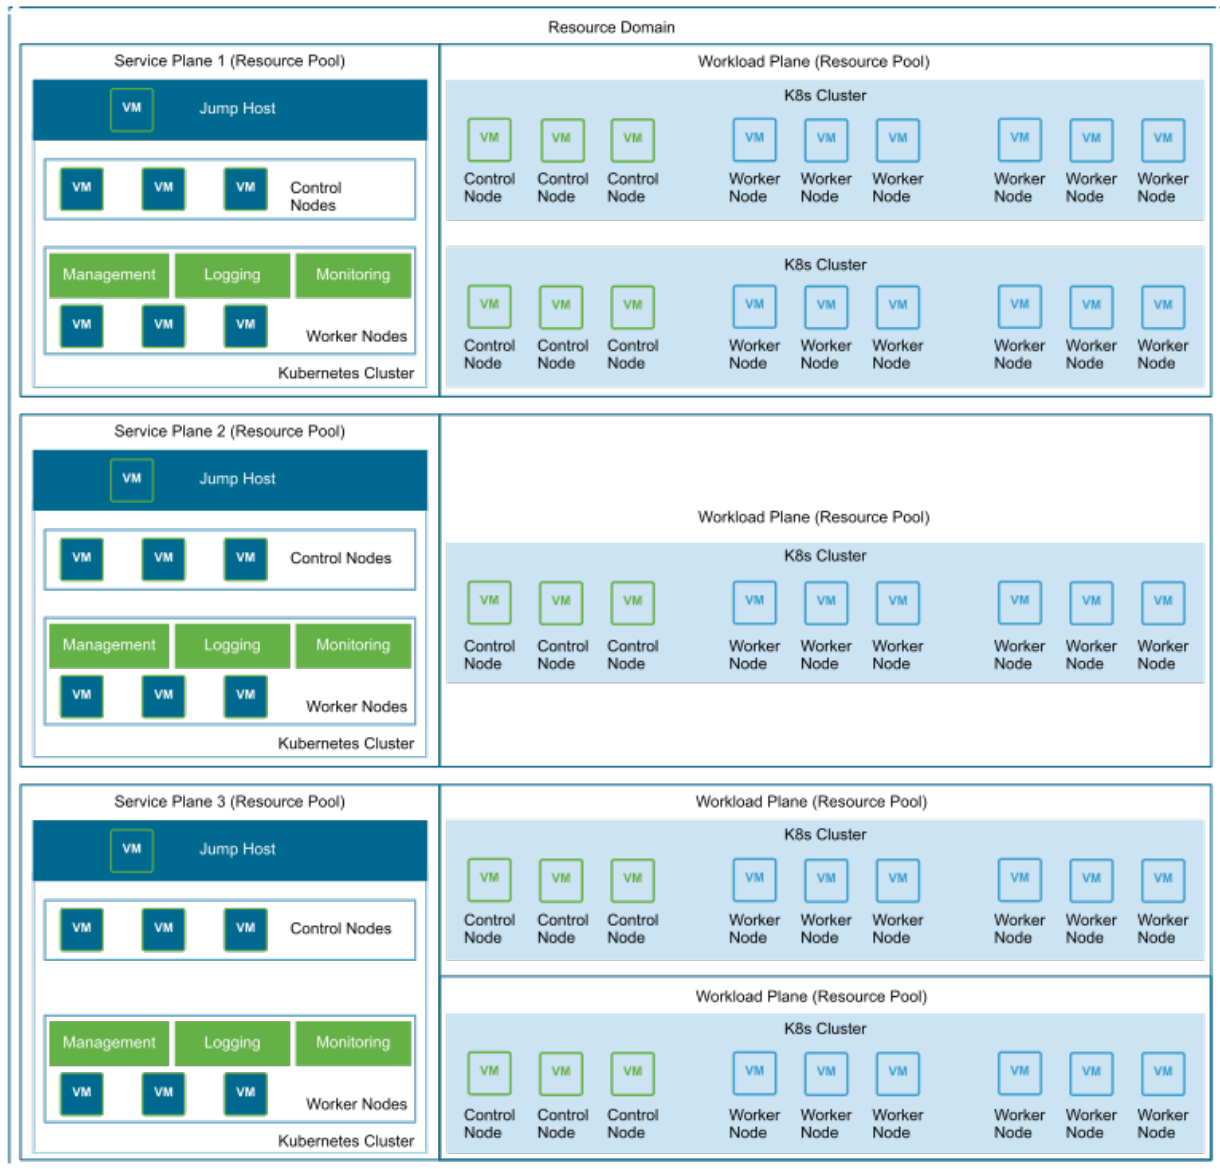 Resource Domain
Service Plane 1 (Resource Pool)
VM Jump Host
VM VM VM Control
Nodes
Management Logging Monitoring
VM VM VM
Worker Nodes
Kubernetes Cluster
Workload Plane (Resource Pool)
K8s Cluster
VM VM VM VM VM VM VM VM VM
Control Control Control Worker Worker Worker Worker Worker Worker
Node Node Node Node Node Node Node Node Node
K8s Cluster
VM VM VM VM VM VM VM VM VM
Control Control Control Worker Worker Worker Worker Worker Worker
Node Node Node Node Node Node Node Node Node
Service Plane 2 (Resource Pool)
VM Jump Host
VM VM VM Control Nodes
Management Logging Monitoring
VM VM VM
Worker Nodes
Kubernetes Cluster
Workload Plane (Resource Pool)
K8s Cluster
VM VM VM VM VM VM VM VM VM
Control Control Control Worker Worker Worker Worker Worker Worker
Node Node Node Node Node Node Node Node Node
Service Plane 3 (Resource Pool)
VM Jump Host
VM VM VM Control Nodes
Management Logging Monitoring
VM VM VM
Worker Nodes
Kubernetes Cluster
Workload Plane (Resource Pool)
K8s Cluster
VM VM VM VM VM VM VM VM VM
Control Control Control Worker Worker Worker Worker Worker Worker
Node Node Node Node Node Node Node Node Node
Workload Plane (Resource Pool)
K8s Cluster
VM VM VM VM VM VM VM VM VM
Control Control Control Worker Worker Worker Worker Worker Worker
Node Node Node Node Node Node Node Node Node